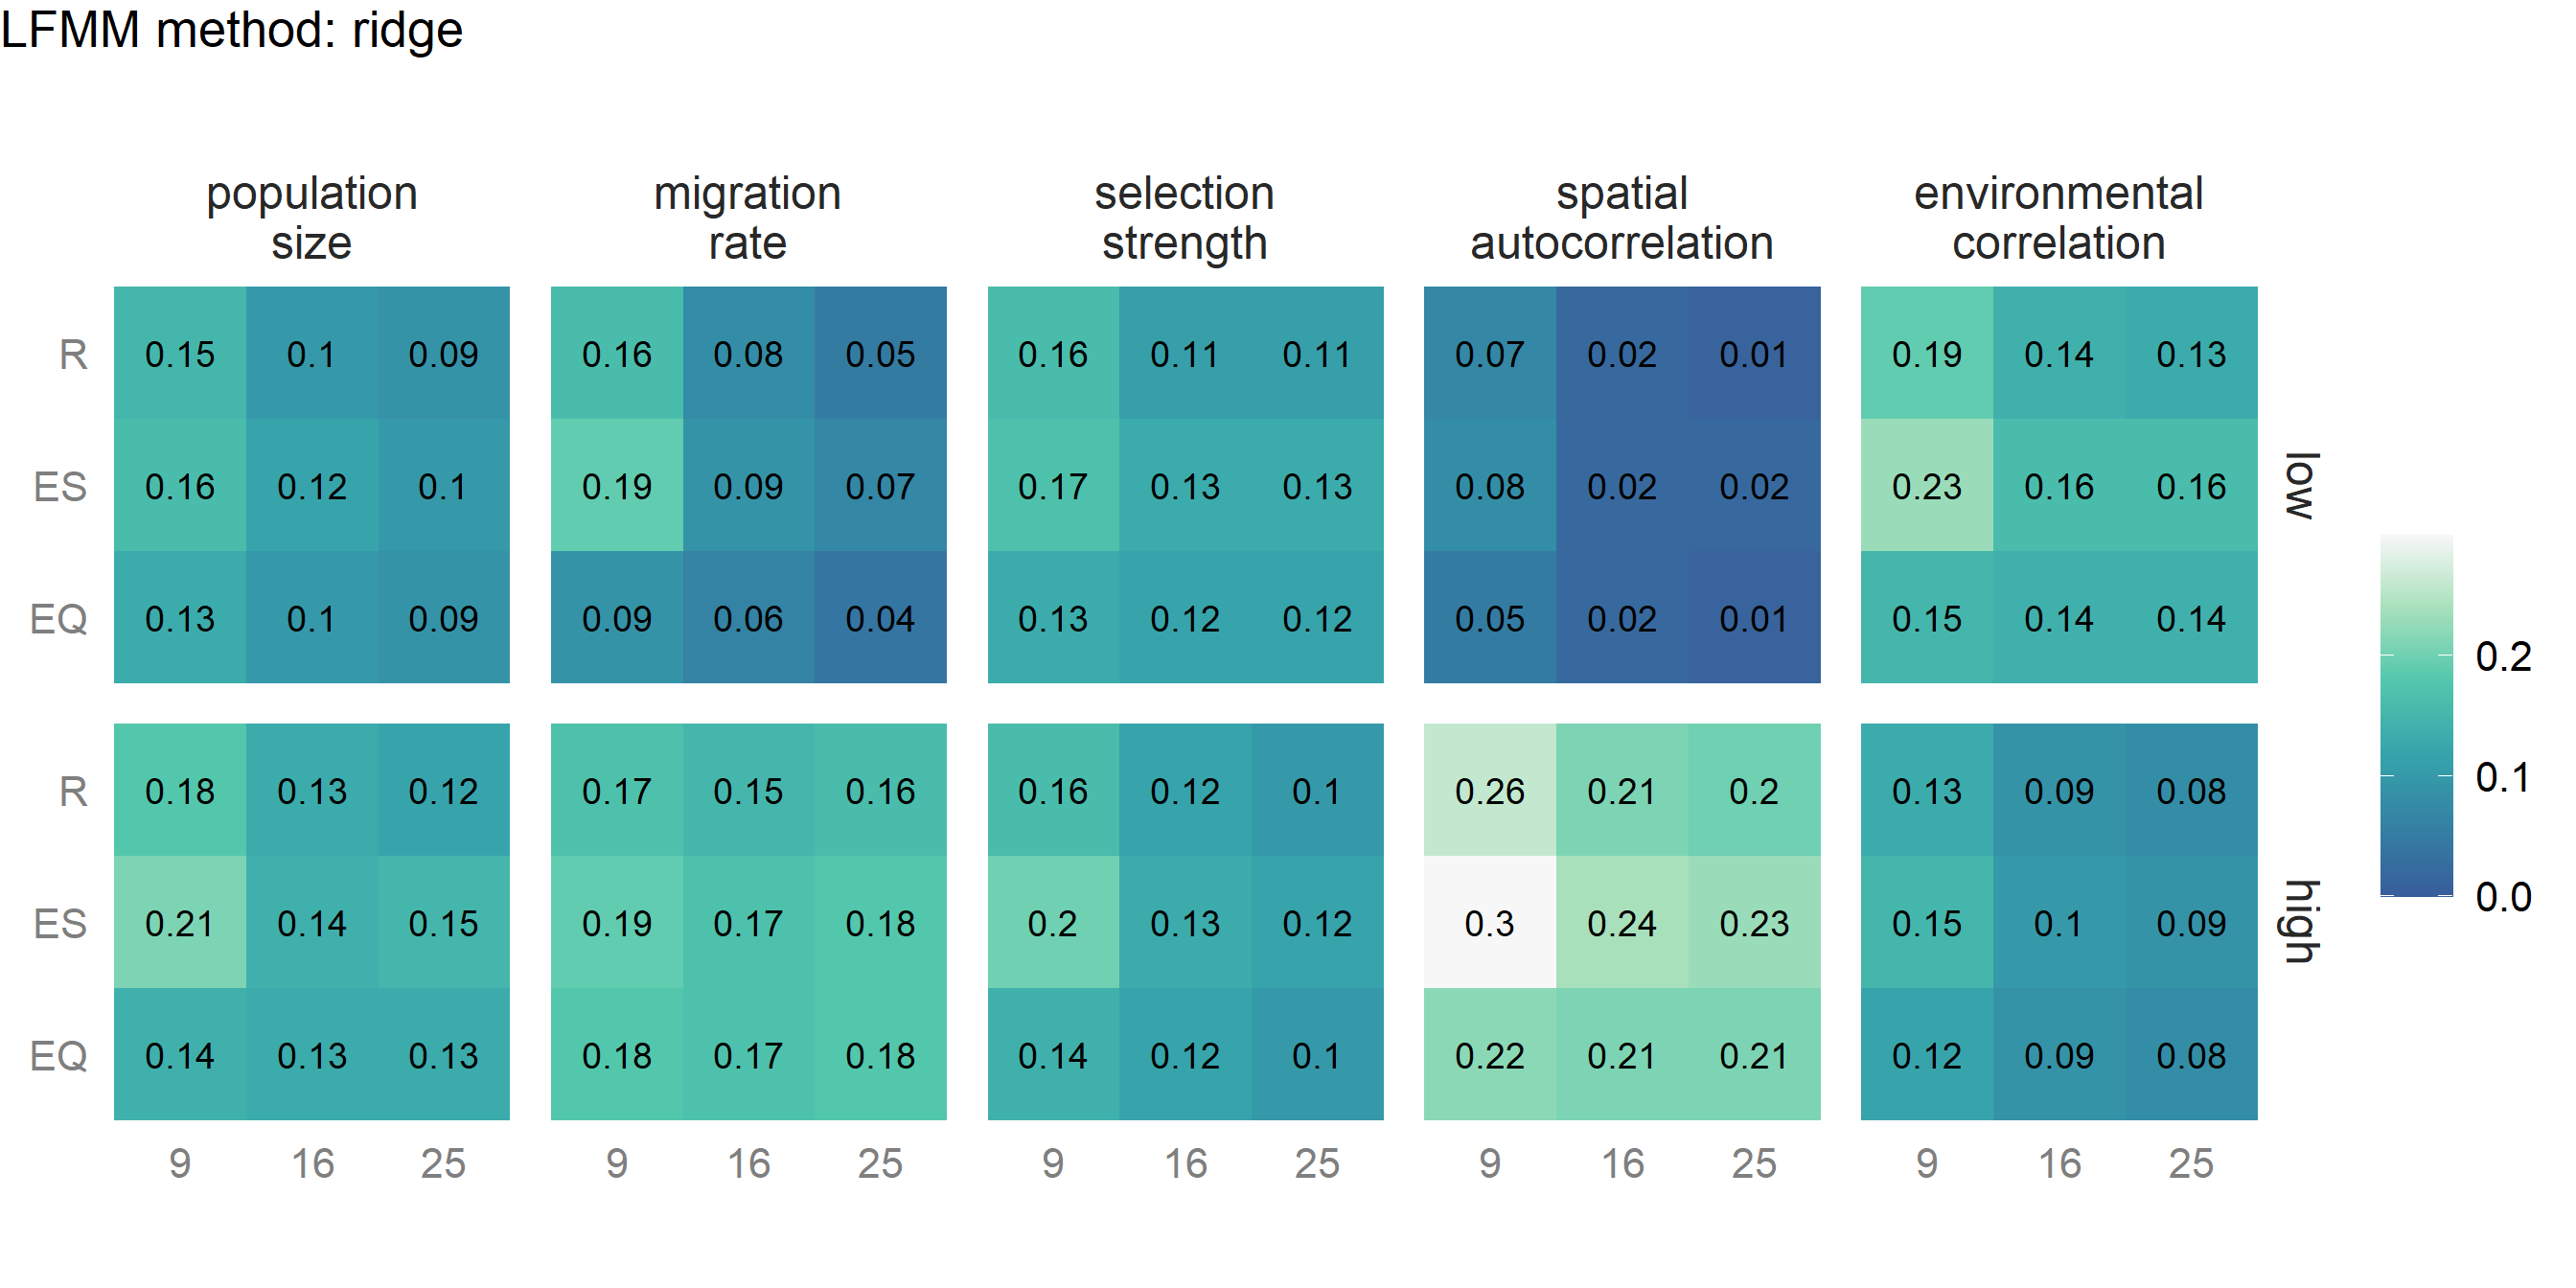 LFMM method: ridge
population size
migration rate
selection strength
spatial autocorrelation
environmental correlation
R 0.15 0.1 0.09 0.16 0.08 0.05 0.16 0.11 0.11 0.07 0.02 0.01 0.19 0.14 0.13
ES 0.16 0.12 0.1 0.19 0.09 0.07 0.17 0.13 0.13 0.08 0.02 0.02 0.23 0.16 0.16
low
EQ 0.13 0.1 0.09 0.09 0.06 0.04 0.13 0.12 0.12 0.05 0.02 0.01 0.15 0.14 0.14
R 0.18 0.13 0.12 0.17 0.15 0.16 0.16 0.12 0.1 0.26 0.21 0.2 0.13 0.09 0.08
ES 0.21 0.14 0.15 0.19 0.17 0.18 0.2 0.13 0.12 0.3 0.24 0.23 0.15 0.1 0.09
high
EQ 0.14 0.13 0.13 0.18 0.17 0.18 0.14 0.12 0.1 0.22 0.21 0.21 0.12 0.09 0.08
9 16 25 9 16 25 9 16 25 9 16 25 9 16 25
0.2
0.1
0.0